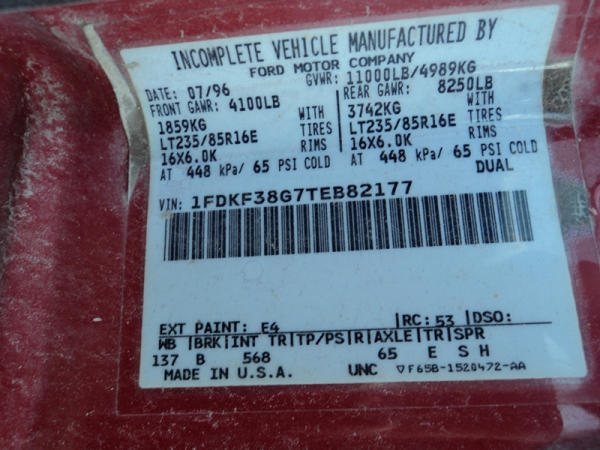 INCOMPLETE VEHICLE MANUFACTURED BY
FORD MOTOR COMPANY
DATE: 07/96 GVWR: 11000LB/4989KG
FRONT GAWR: 4100LB REAR GAWR: 8250LB
1859KG WITH 3742KG WITH
LT235/85R16E TIRES LT235/85R16E TIRES
16X6.0K RIMS 16X6.0K RIMS
AT 448 kPa/ 65 PSI COLD AT 448 kPa/ 65 PSI COLD
DUAL
VIN: 1FDKF38G7TEB82177
EXT PAINT: E4 |RC: 53 |DSO:
WB |BRK|INT TR|TP/PS|R|AXLE|TR|SPR
137 B 568 65 E S H
MADE IN U.S.A. UNC ▽F65B-1520472-AA